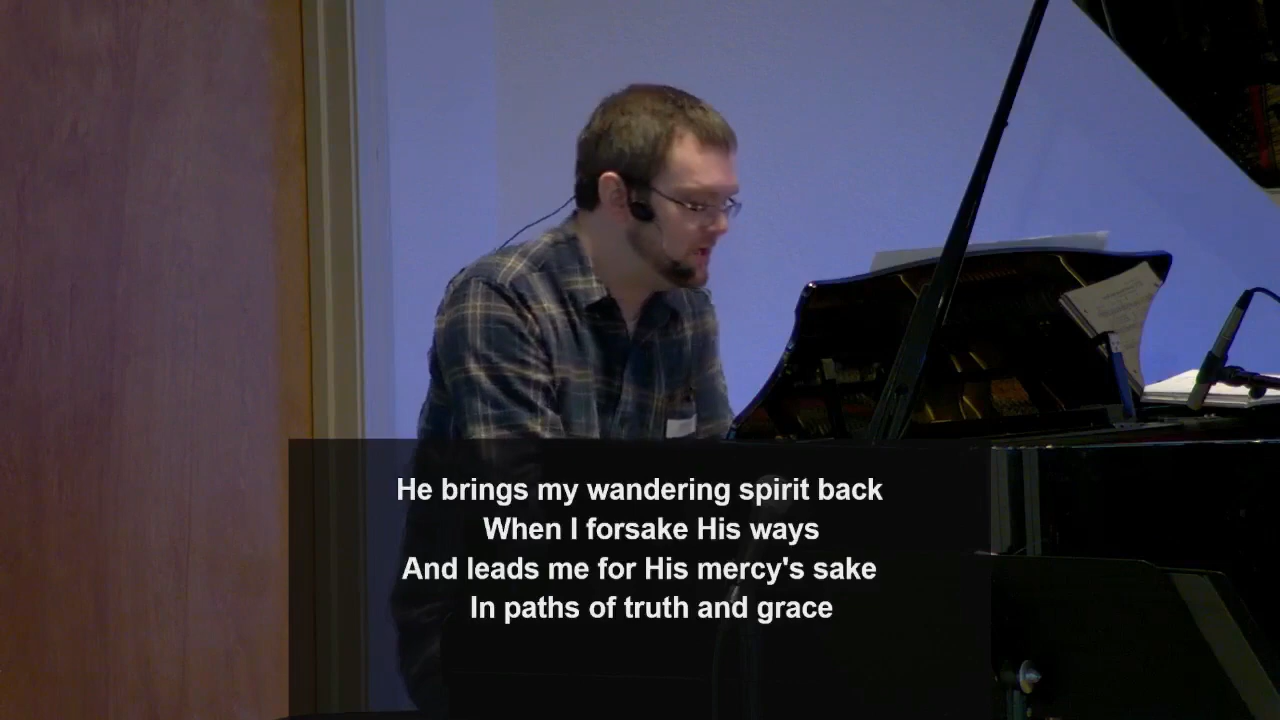 He brings my wandering spirit back
When I forsake His ways
And leads me for His mercy's sake
In paths of truth and grace